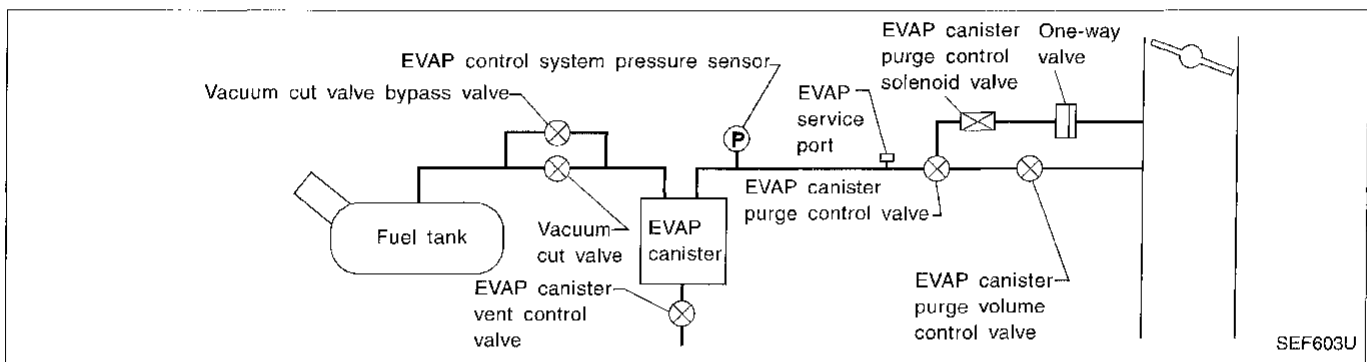 EVAP control system pressure sensor
Vacuum cut valve bypass valve
EVAP canister
purge control
solenoid valve
One-way
valve
EVAP
service
port
P
Fuel tank
Vacuum
cut valve
EVAP
canister
EVAP canister
purge control valve
EVAP canister
vent control
valve
EVAP canister
purge volume
control valve
SEF603U